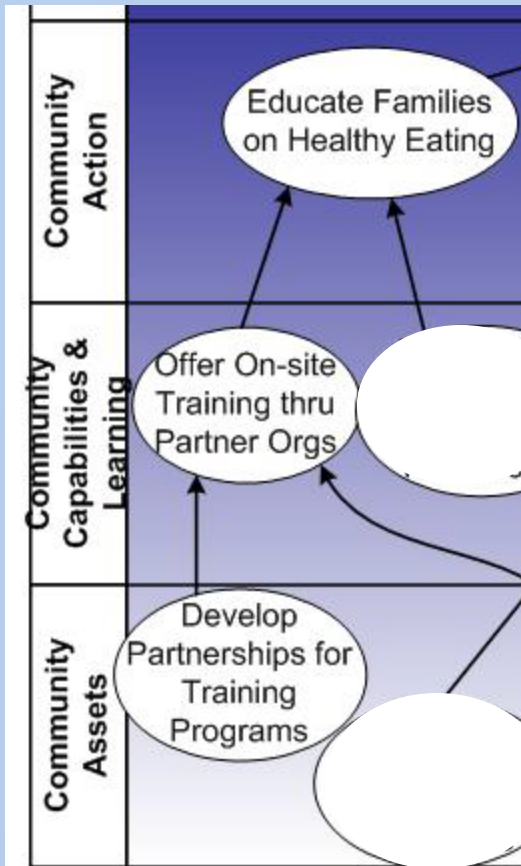 Community
Action
Educate Families
on Healthy Eating
Community
Capabilities &
Learning
Offer On-site
Training thru
Partner Orgs
Community
Assets
Develop
Partnerships for
Training
Programs